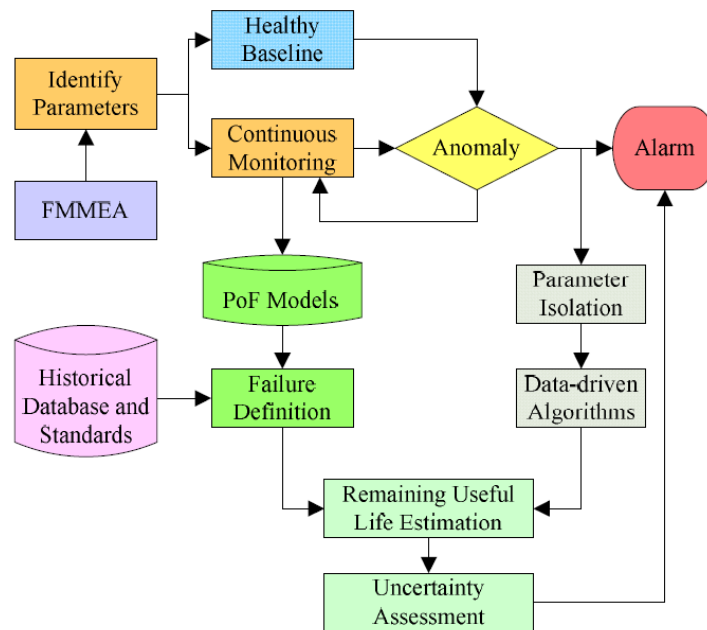 Healthy
Baseline
Identify
Parameters
Continuous
Monitoring
Anomaly
Alarm
FMMEA
PoF Models
Parameter
Isolation
Historical
Database and
Standards
Failure
Definition
Data-driven
Algorithms
Remaining Useful
Life Estimation
Uncertainty
Assessment